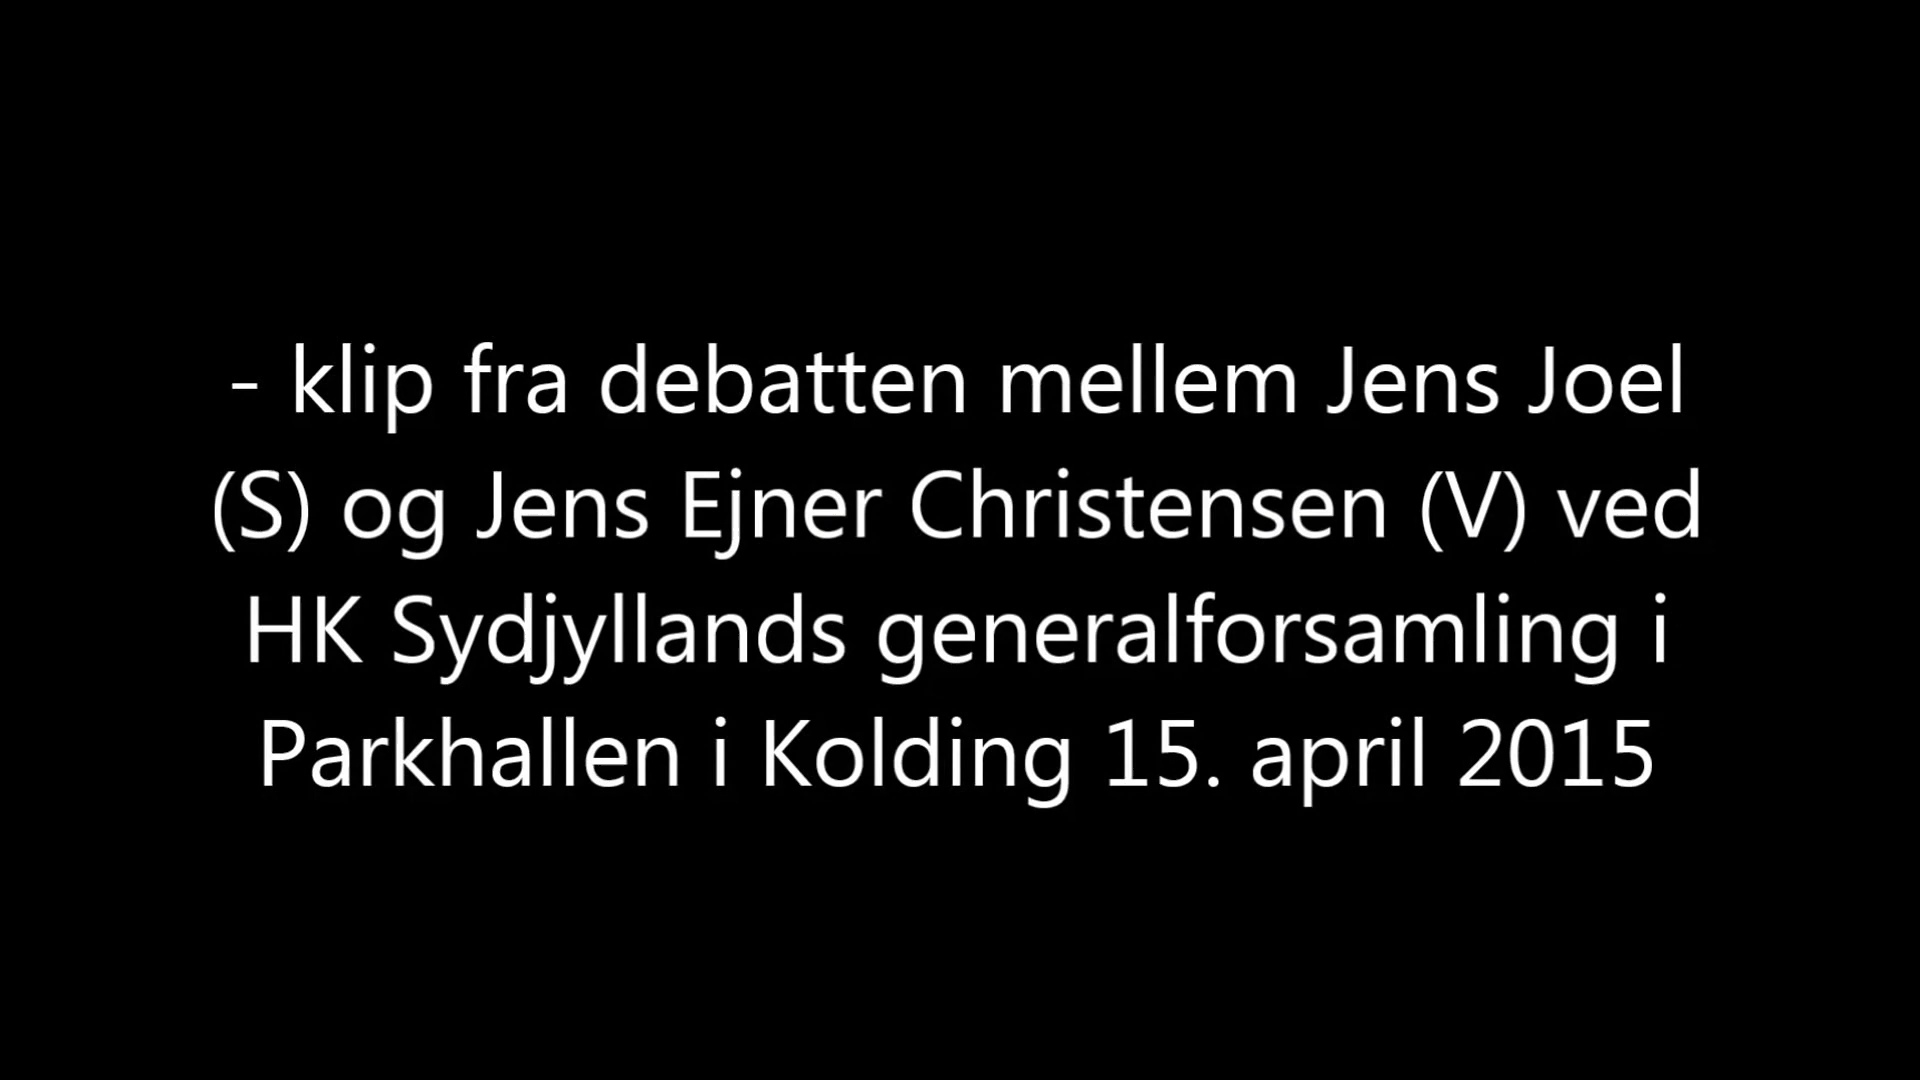 - klip fra debatten mellem Jens Joel
(S) og Jens Ejner Christensen (V) ved
HK Sydjyllands generalforsamling i
Parkhallen i Kolding 15. april 2015